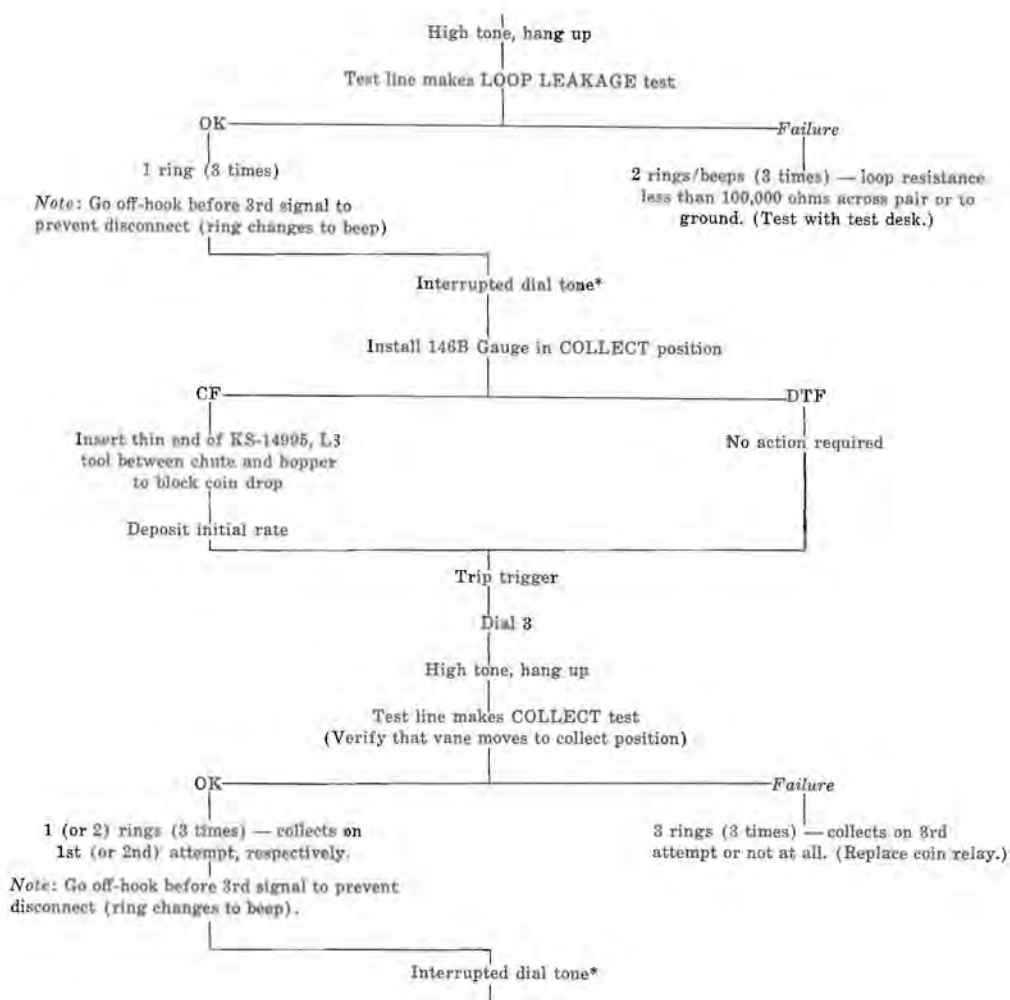 High tone, hang up
Test line makes LOOP LEAKAGE test
OK
Failure
1 ring (3 times)
Note: Go off-hook before 3rd signal to
prevent disconnect (ring changes to beep)
2 rings/beeps (3 times) — loop resistance
less than 100,000 ohms across pair or to
ground. (Test with test desk.)
Interrupted dial tone*
Install 146B Gauge in COLLECT position
CF
DTF
Insert thin end of KS-14995, L3
tool between chute and hopper
to block coin drop
No action required
Deposit initial rate
Trip trigger
Dial 3
High tone, hang up
Test line makes COLLECT test
(Verify that vane moves to collect position)
OK
Failure
1 (or 2) rings (3 times) — collects on
1st (or 2nd) attempt, respectively.
3 rings (3 times) — collects on 3rd
attempt or not at all. (Replace coin relay.)
Note: Go off-hook before 3rd signal to prevent
disconnect (ring changes to beep).
Interrupted dial tone*